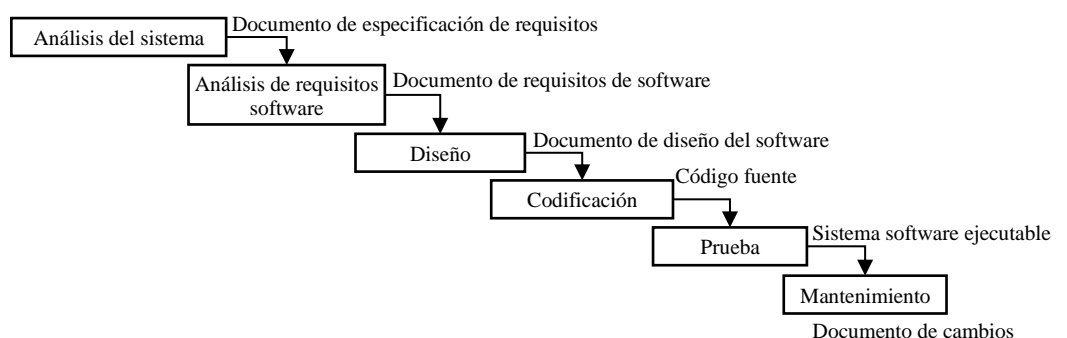 Documento de especificación de requisitos
Análisis del sistema
Análisis de requisitos
software
Documento de requisitos de software
Documento de diseño del software
Diseño
Código fuente
Codificación
Sistema software ejecutable
Prueba
Mantenimiento
Documento de cambios